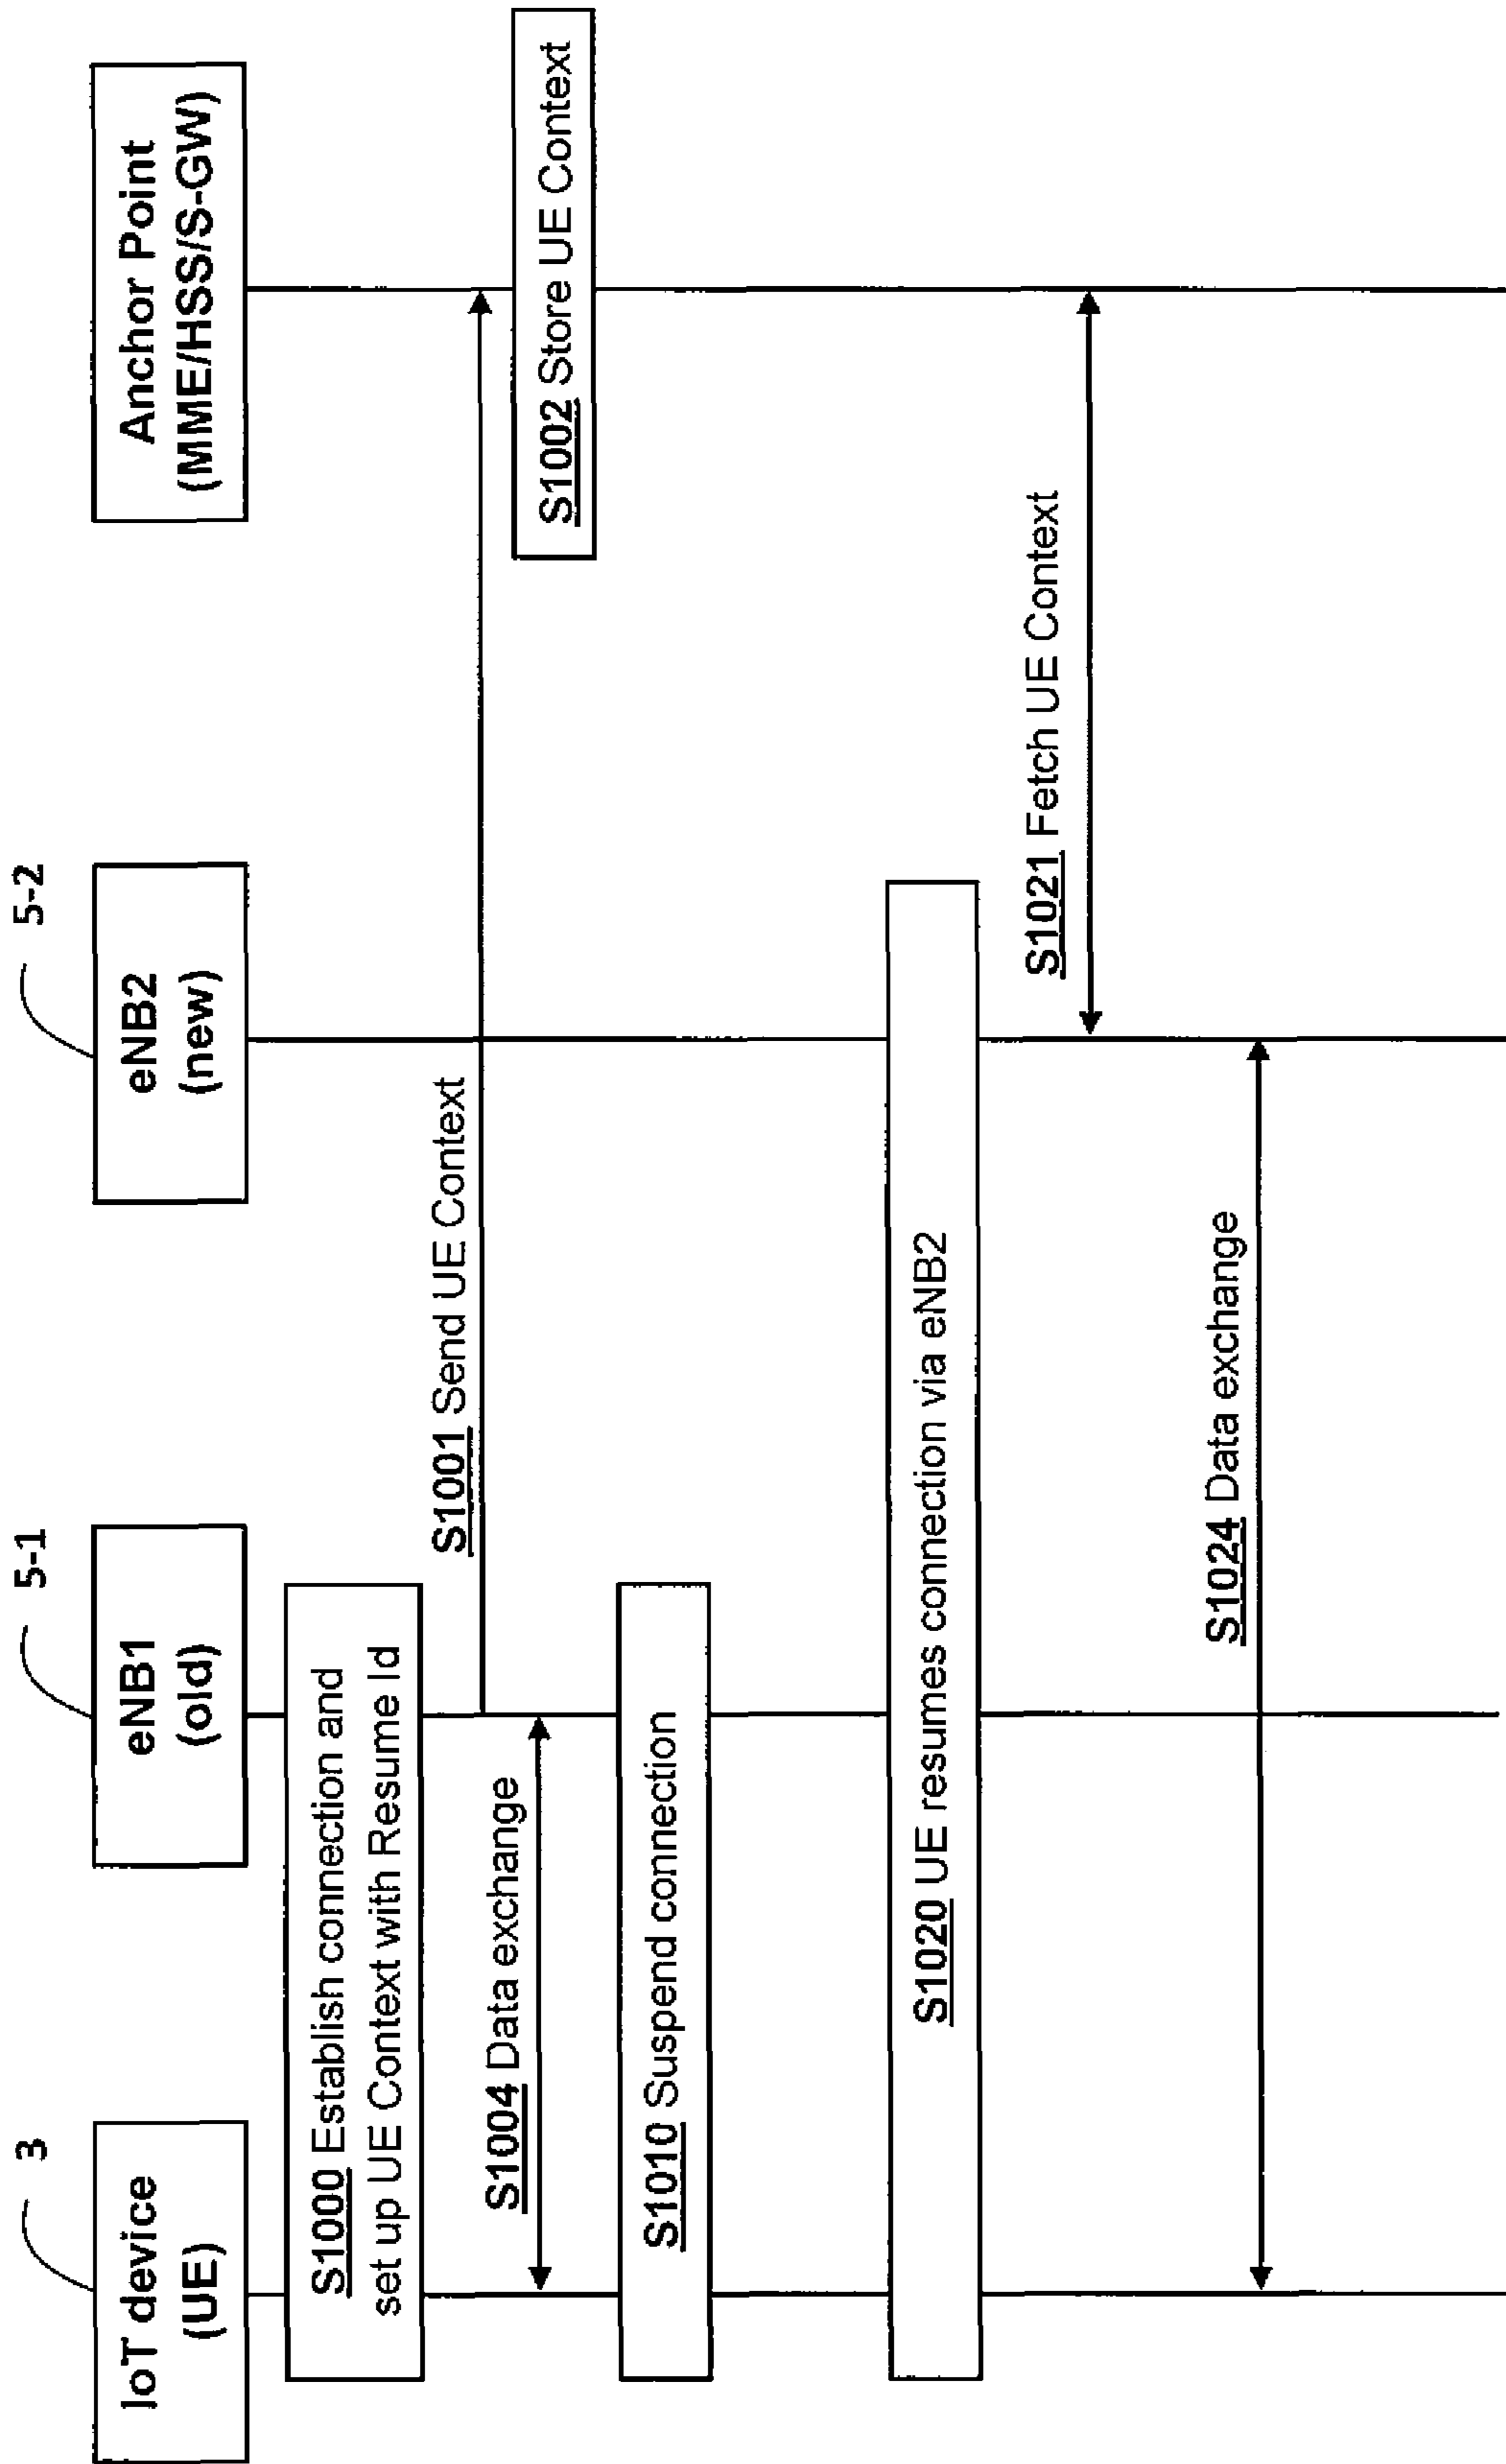 3
5-1
5-2
IoT device
(UE)
eNB1
(old)
eNB2
(new)
Anchor Point
(MME/HSS/S-GW)
S1000 Establish connection and
set up UE Context with Resume Id
S1001 Send UE Context
S1002 Store UE Context
S1004 Data exchange
S1010 Suspend connection
S1020 UE resumes connection via eNB2
S1021 Fetch UE Context
S1024 Data exchange